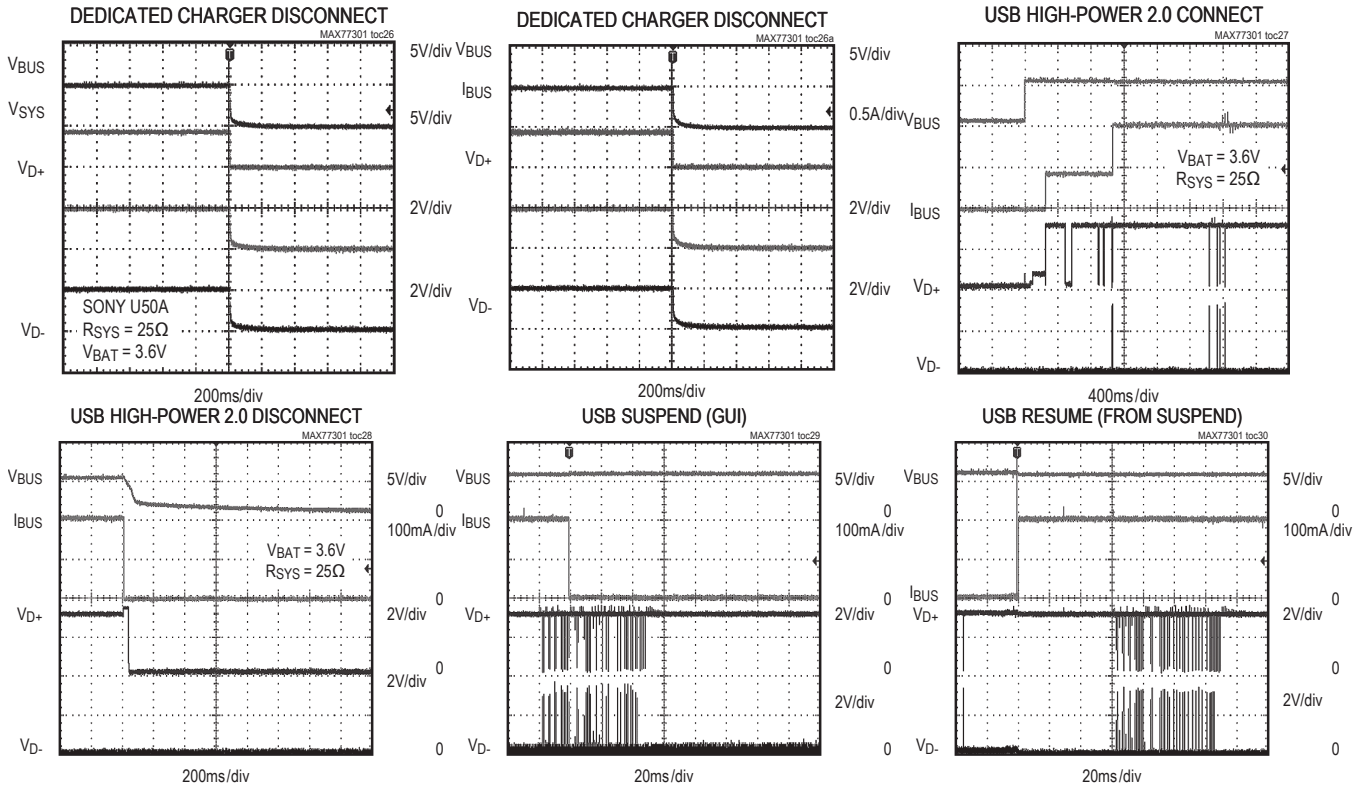 DEDICATED CHARGER DISCONNECT
MAX77301 toc26
VBUS
VSYS
VD+
VD-
5V/div
5V/div
2V/div
2V/div
SONY U50A
RSYS = 25Ω
VBAT = 3.6V
200ms/div
DEDICATED CHARGER DISCONNECT
MAX77301 toc26a
VBUS
IBUS
VD+
VD-
5V/div
0.5A/div
2V/div
2V/div
200ms/div
USB HIGH-POWER 2.0 CONNECT
MAX77301 toc27
VBUS
IBUS
VD+
VD-
VBAT = 3.6V
RSYS = 25Ω
400ms/div
USB HIGH-POWER 2.0 DISCONNECT
MAX77301 toc28
VBUS
IBUS
VD+
VD-
5V/div
0
100mA/div
0
2V/div
0
2V/div
0
VBAT = 3.6V
RSYS = 25Ω
200ms/div
USB SUSPEND (GUI)
MAX77301 toc29
VBUS
IBUS
VD+
VD-
5V/div
0
100mA/div
0
2V/div
0
2V/div
0
20ms/div
USB RESUME (FROM SUSPEND)
MAX77301 toc30
VBUS
IBUS
VD+
VD-
5V/div
0
100mA/div
0
2V/div
0
2V/div
0
20ms/div